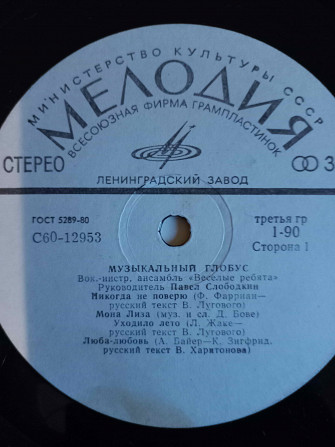 МИНИСТЕРСТВО КУЛЬТУРЫ СССР
МЕЛОДИЯ
ВСЕСОЮЗНАЯ ФИРМА ГРАМПЛАСТИНОК
СТЕРЕО
З
ЛЕНИНГРАДСКИЙ ЗАВОД
ГОСТ 5289-80
С60-12953
третья гр
1-90
Сторона 1
МУЗЫКАЛЬНЫЙ ГЛОБУС
Вок.-инстр. ансамбль «Веселые ребята»
Руководитель Павел Слободкин
Никогда не поверю (Ф. Фарриан—
русский текст В. Лугового)
Мона Лиза (муз. и сл. Д. Бове)
Уходило лето (Л. Жаке—
русский текст В. Лугового)
Люба-любовь (А. Байер—К. Зигфрид,
русский текст В. Харитонова)